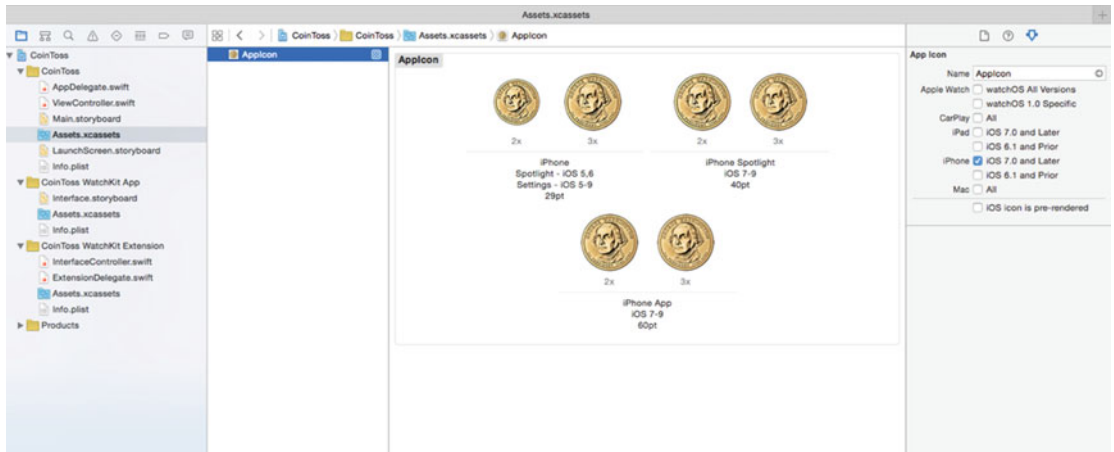 Assets.xcassets
CoinToss
CoinToss
AppDelegate.swift
ViewController.swift
Main.storyboard
Assets.xcassets
LaunchScreen.storyboard
Info.plist
CoinToss WatchKit App
Interface.storyboard
Assets.xcassets
Info.plist
CoinToss WatchKit Extension
InterfaceController.swift
ExtensionDelegate.swift
Assets.xcassets
Info.plist
Products
CoinToss CoinToss Assets.xcassets AppIcon
AppIcon
AppIcon
2x 3x
iPhone
Spotlight - iOS 5,6
Settings - iOS 5-9
29pt
2x 3x
iPhone Spotlight
iOS 7-9
40pt
2x 3x
iPhone App
iOS 7-9
60pt
App Icon
Name AppIcon
Apple Watch watchOS All Versions
watchOS 1.0 Specific
CarPlay All
iPad iOS 7.0 and Later
iOS 6.1 and Prior
iPhone iOS 7.0 and Later
iOS 6.1 and Prior
Mac All
iOS icon is pre-rendered